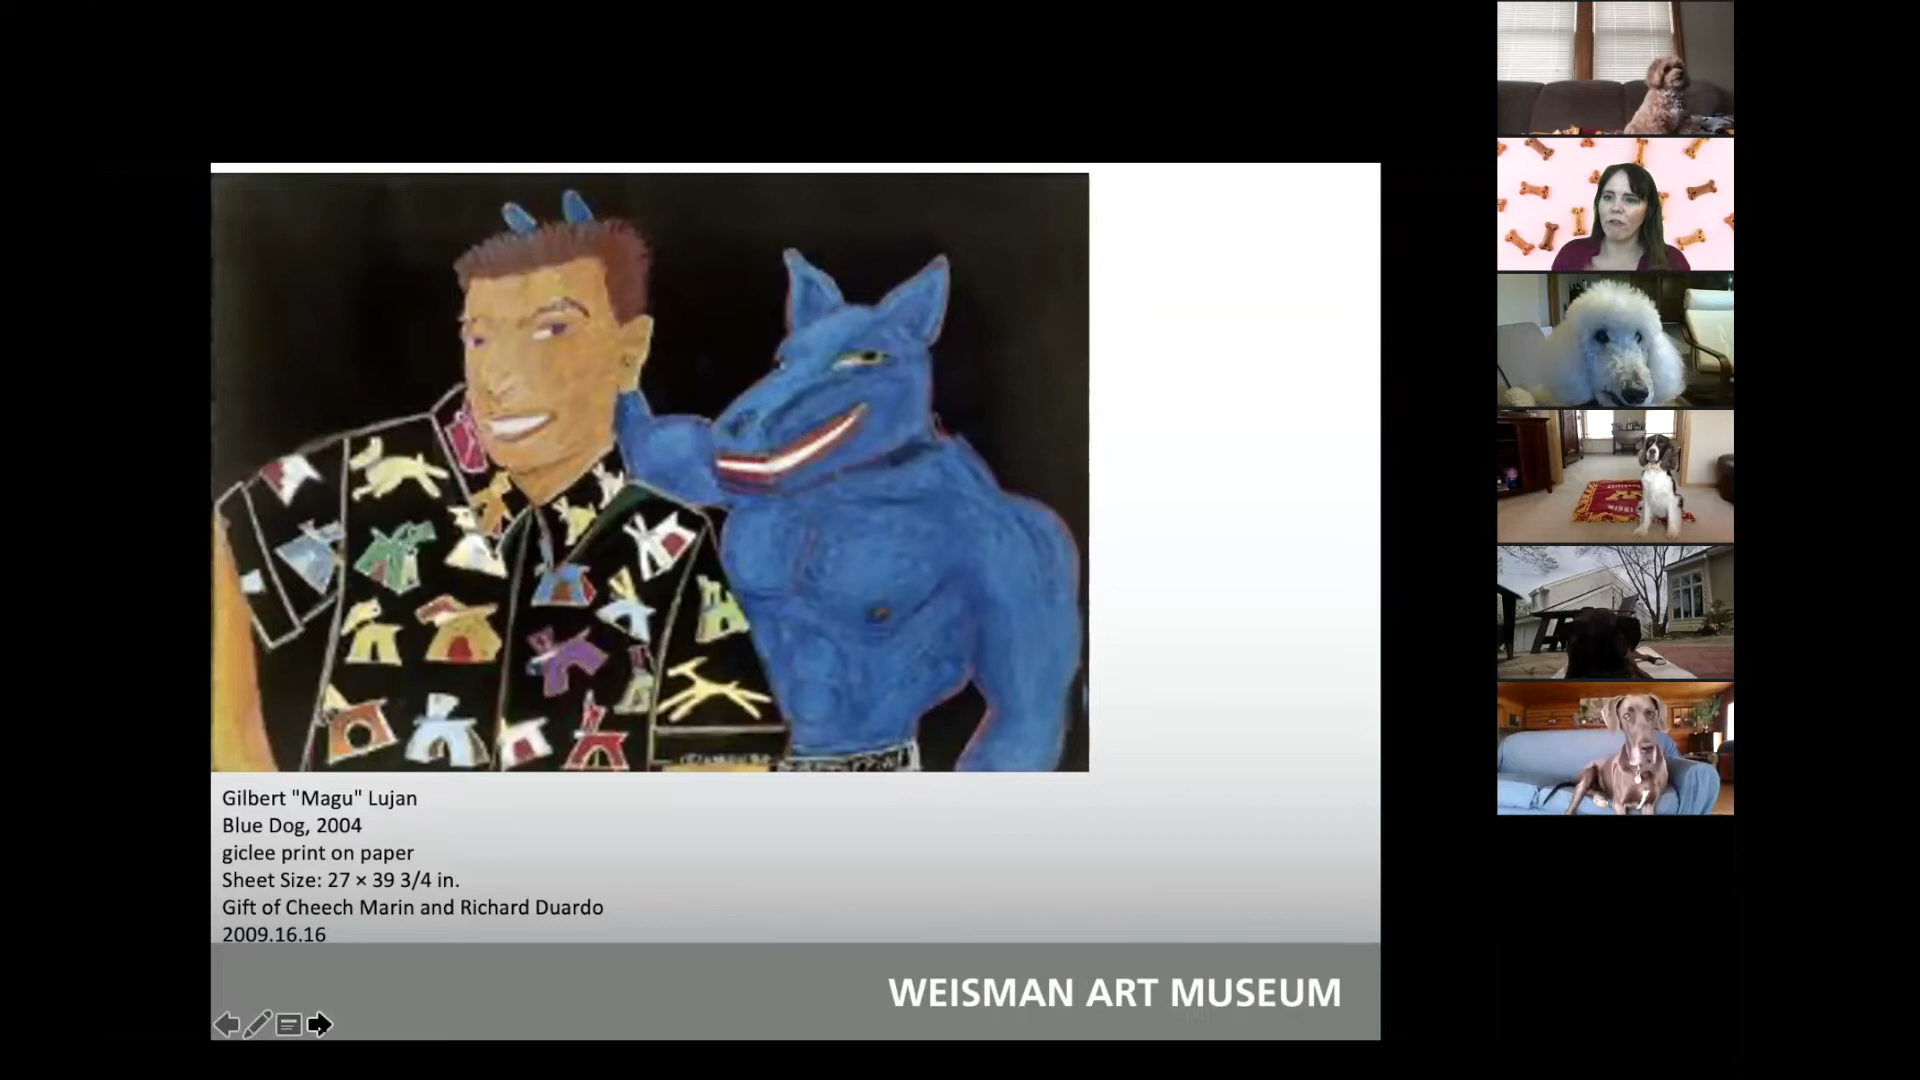 Gilbert "Magu" Lujan
Blue Dog, 2004
giclee print on paper
Sheet Size: 27 × 39 3/4 in.
Gift of Cheech Marin and Richard Duardo
2009.16.16
WEISMAN ART MUSEUM